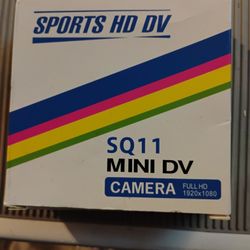 SPORTS HD DV
SQ11
MINI DV
CAMERA FULL HD
1920x1080